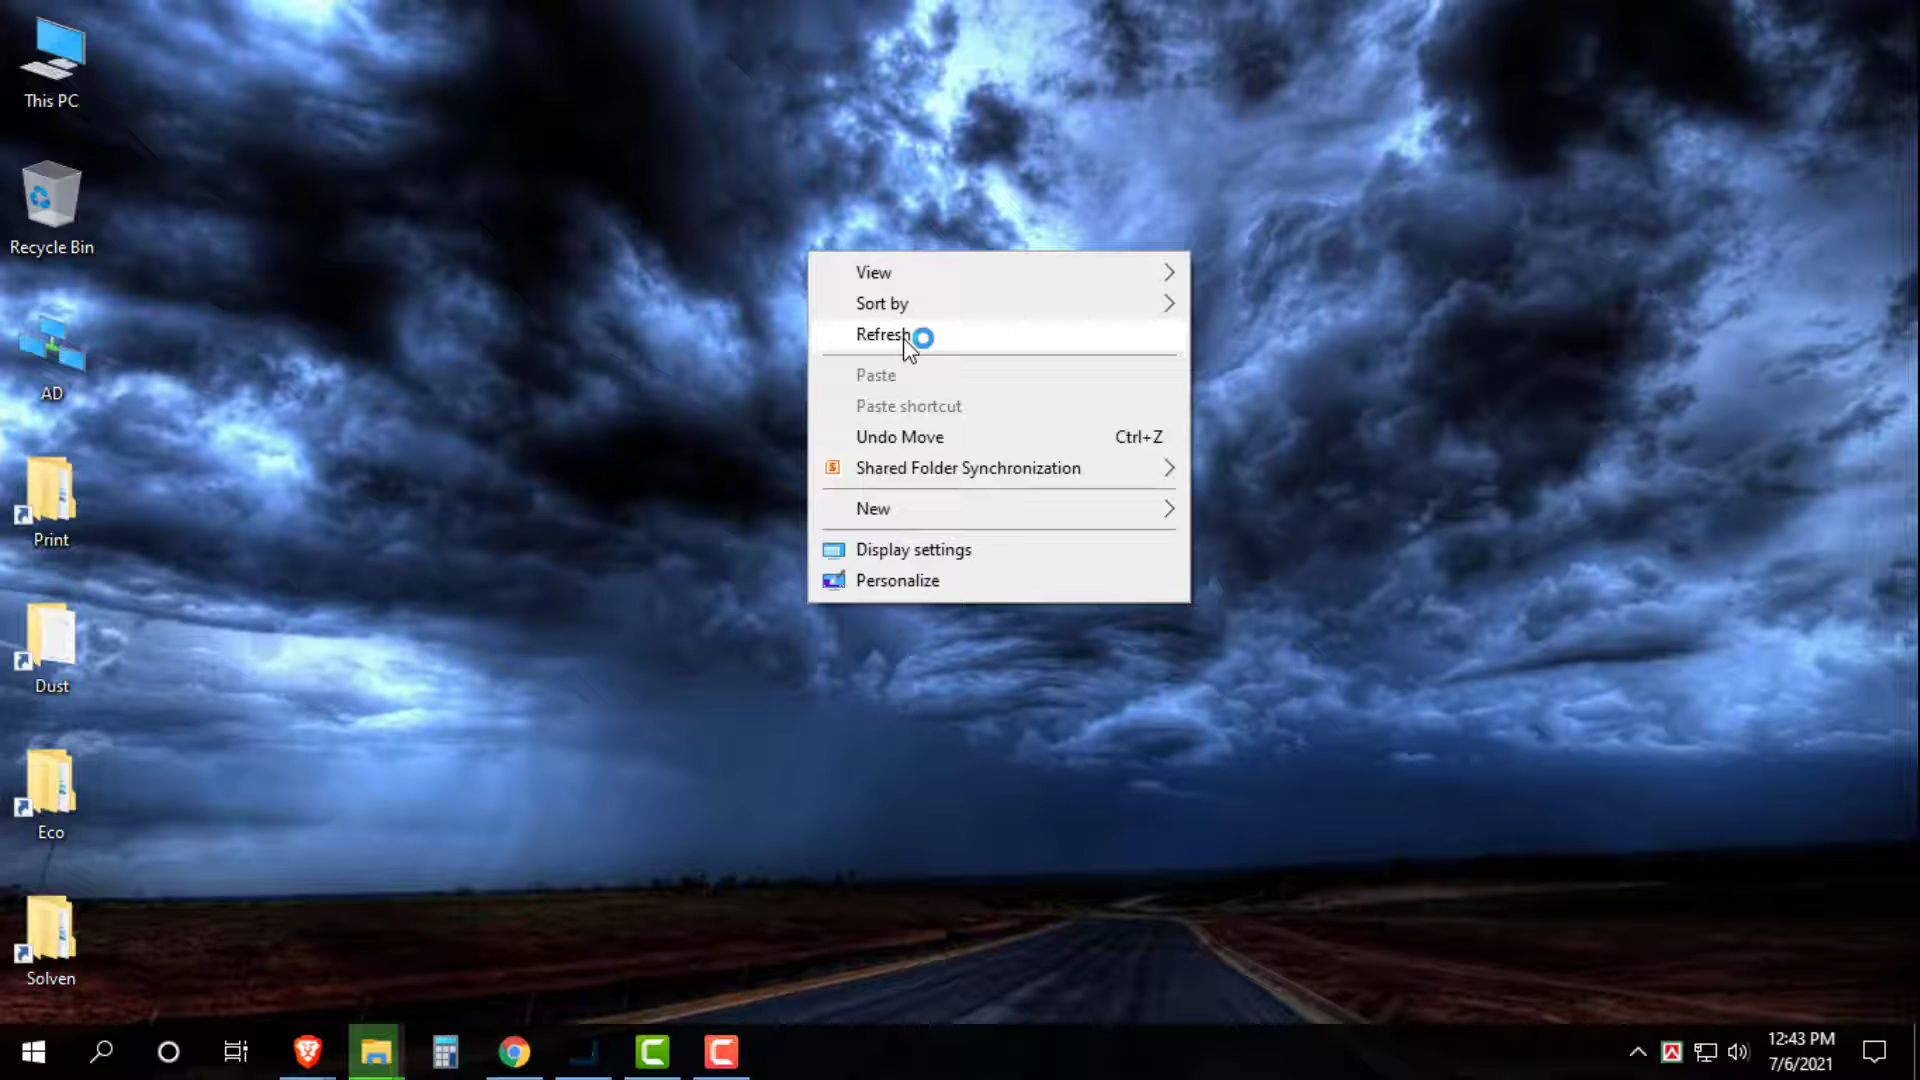 This PC
Recycle Bin
AD
Print
Dust
Eco
Solven
View
Sort by
Refresh
Paste
Paste shortcut
Undo Move Ctrl+Z
Shared Folder Synchronization
New
Display settings
Personalize
12:43 PM
7/6/2021